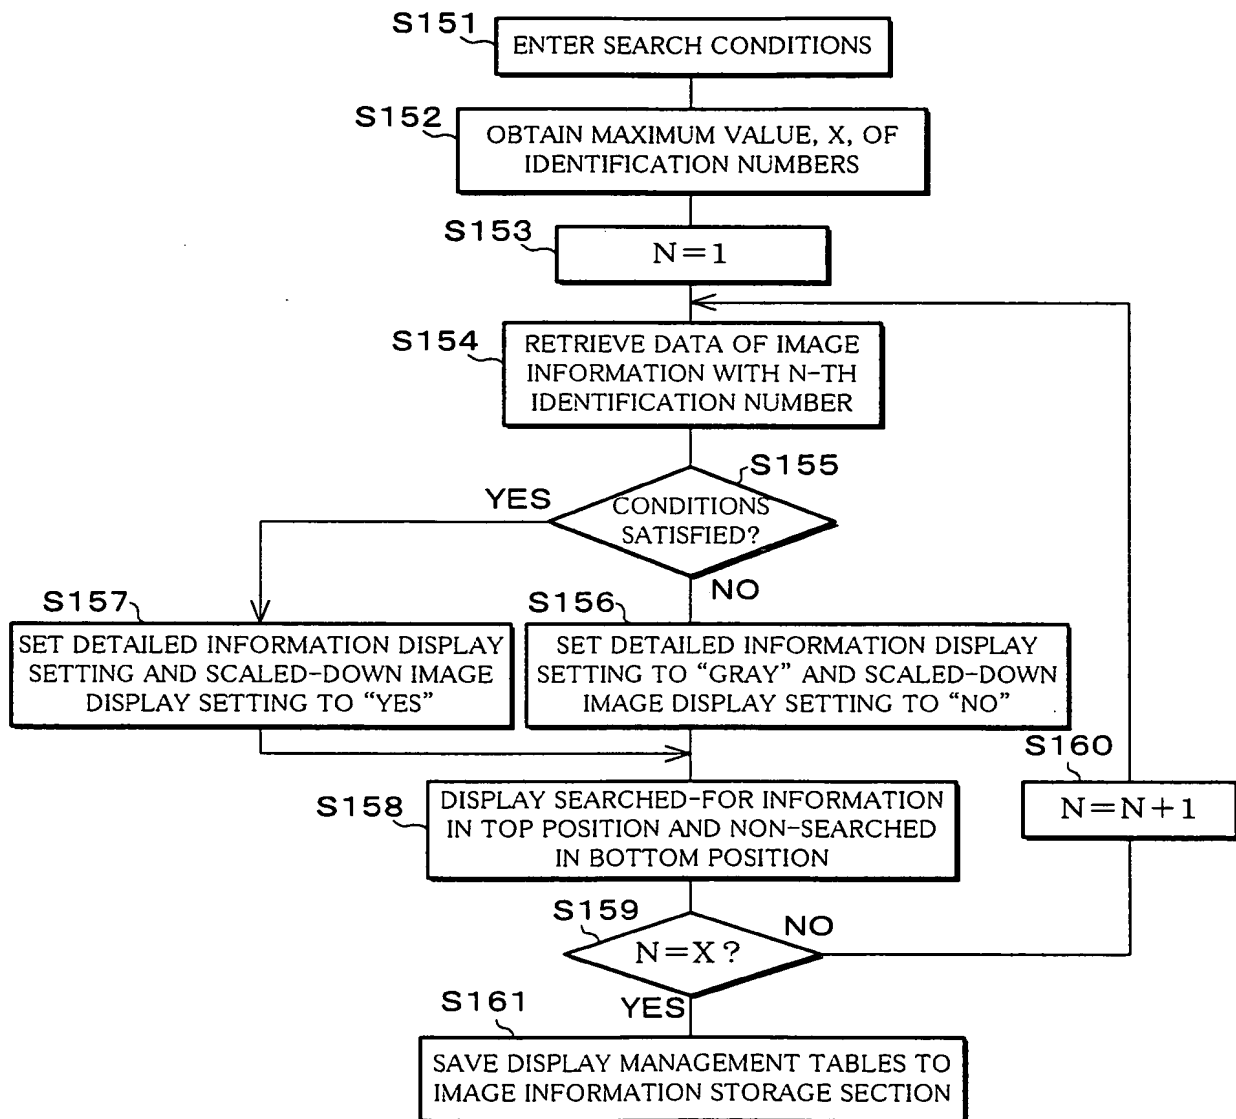 S151
ENTER SEARCH CONDITIONS
S152
OBTAIN MAXIMUM VALUE, X, OF
IDENTIFICATION NUMBERS
S153
N=1
S154
RETRIEVE DATA OF IMAGE
INFORMATION WITH N-TH
IDENTIFICATION NUMBER
S155
YES
CONDITIONS
SATISFIED?
NO
S157
SET DETAILED INFORMATION DISPLAY
SETTING AND SCALED-DOWN IMAGE
DISPLAY SETTING TO “YES”
S156
SET DETAILED INFORMATION DISPLAY
SETTING TO “GRAY” AND SCALED-DOWN
IMAGE DISPLAY SETTING TO “NO”
S160
N=N+1
S158
DISPLAY SEARCHED-FOR INFORMATION
IN TOP POSITION AND NON-SEARCHED
IN BOTTOM POSITION
S159
NO
N=X?
YES
S161
SAVE DISPLAY MANAGEMENT TABLES TO
IMAGE INFORMATION STORAGE SECTION